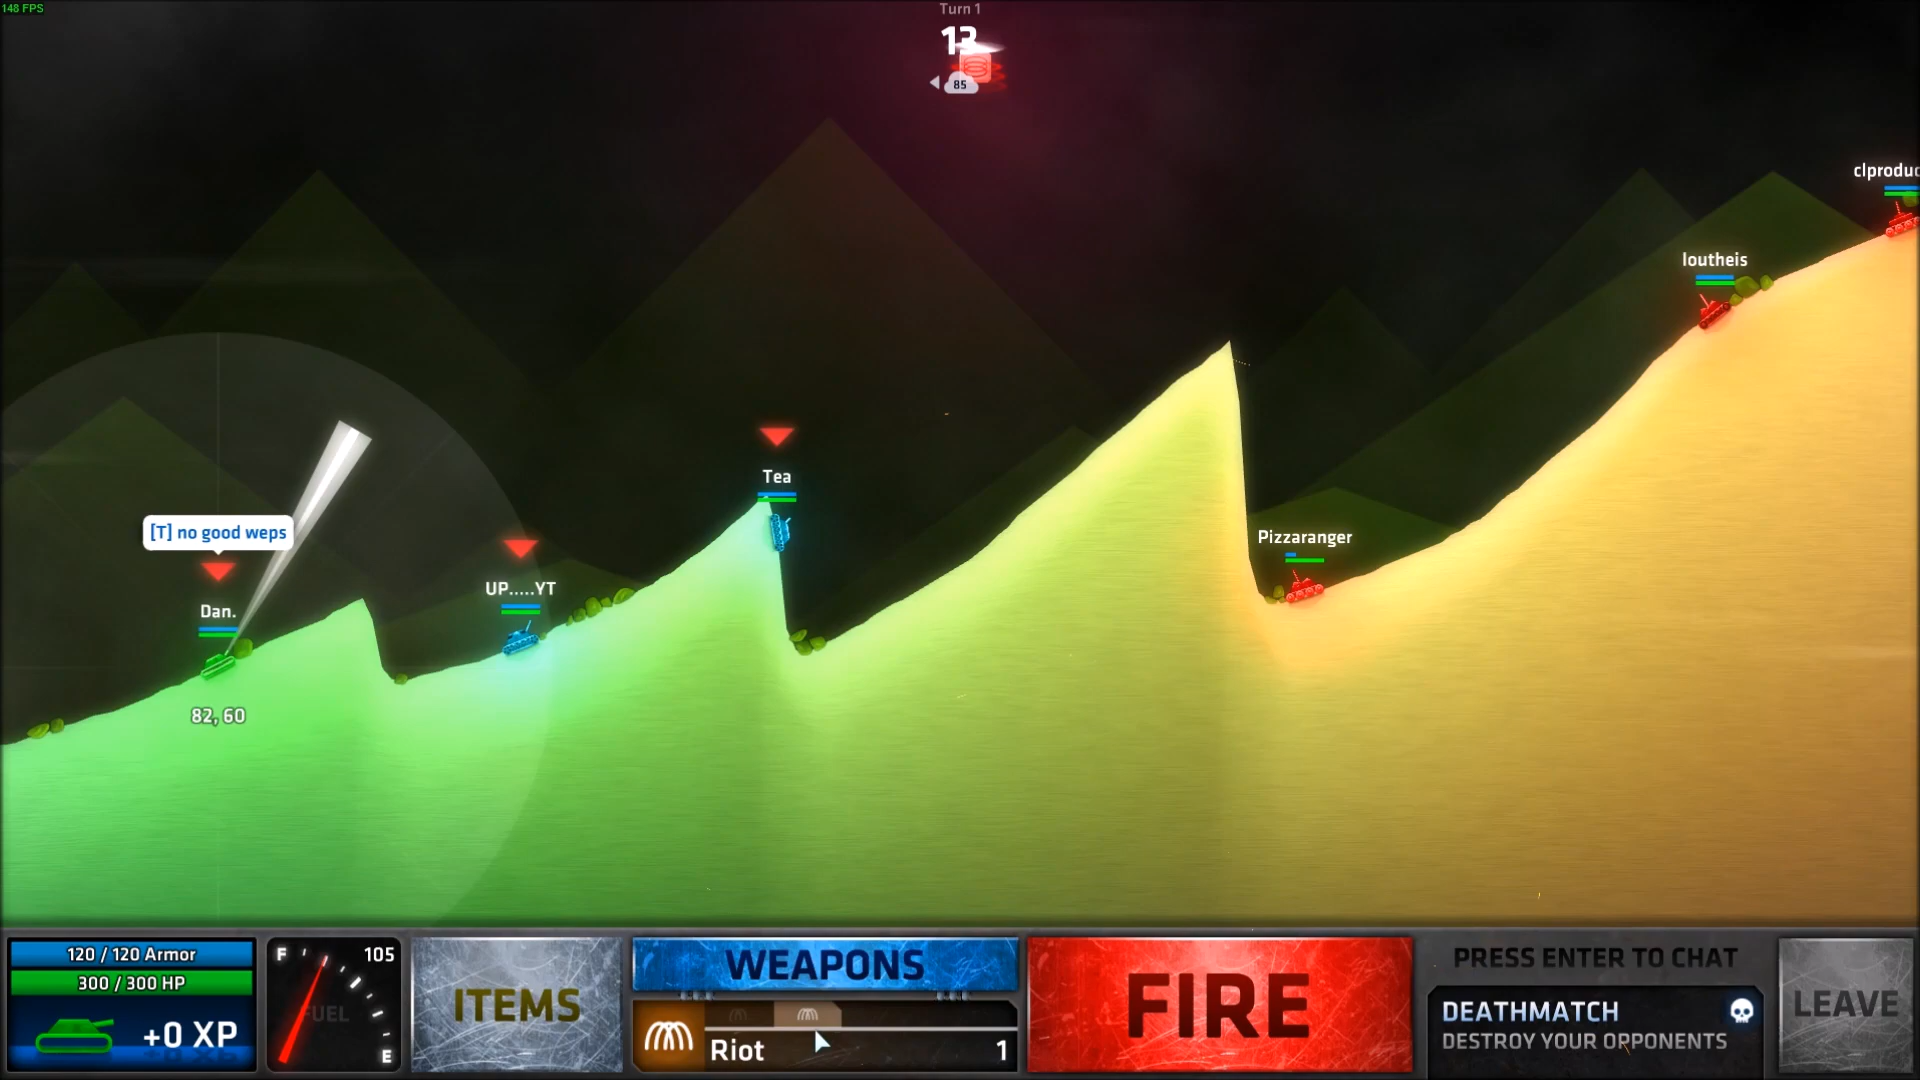 148 FPS
Turn 1
13
85
clproduc
loutheis
Tea
[T] no good weps
Pizzaranger
UP.....YT
Dan.
82, 60
120 / 120 Armor
300 / 300 HP
+0 XP
F
105
FUEL
E
ITEMS
WEAPONS
Riot
1
FIRE
PRESS ENTER TO CHAT
DEATHMATCH
DESTROY YOUR OPPONENTS
LEAVE